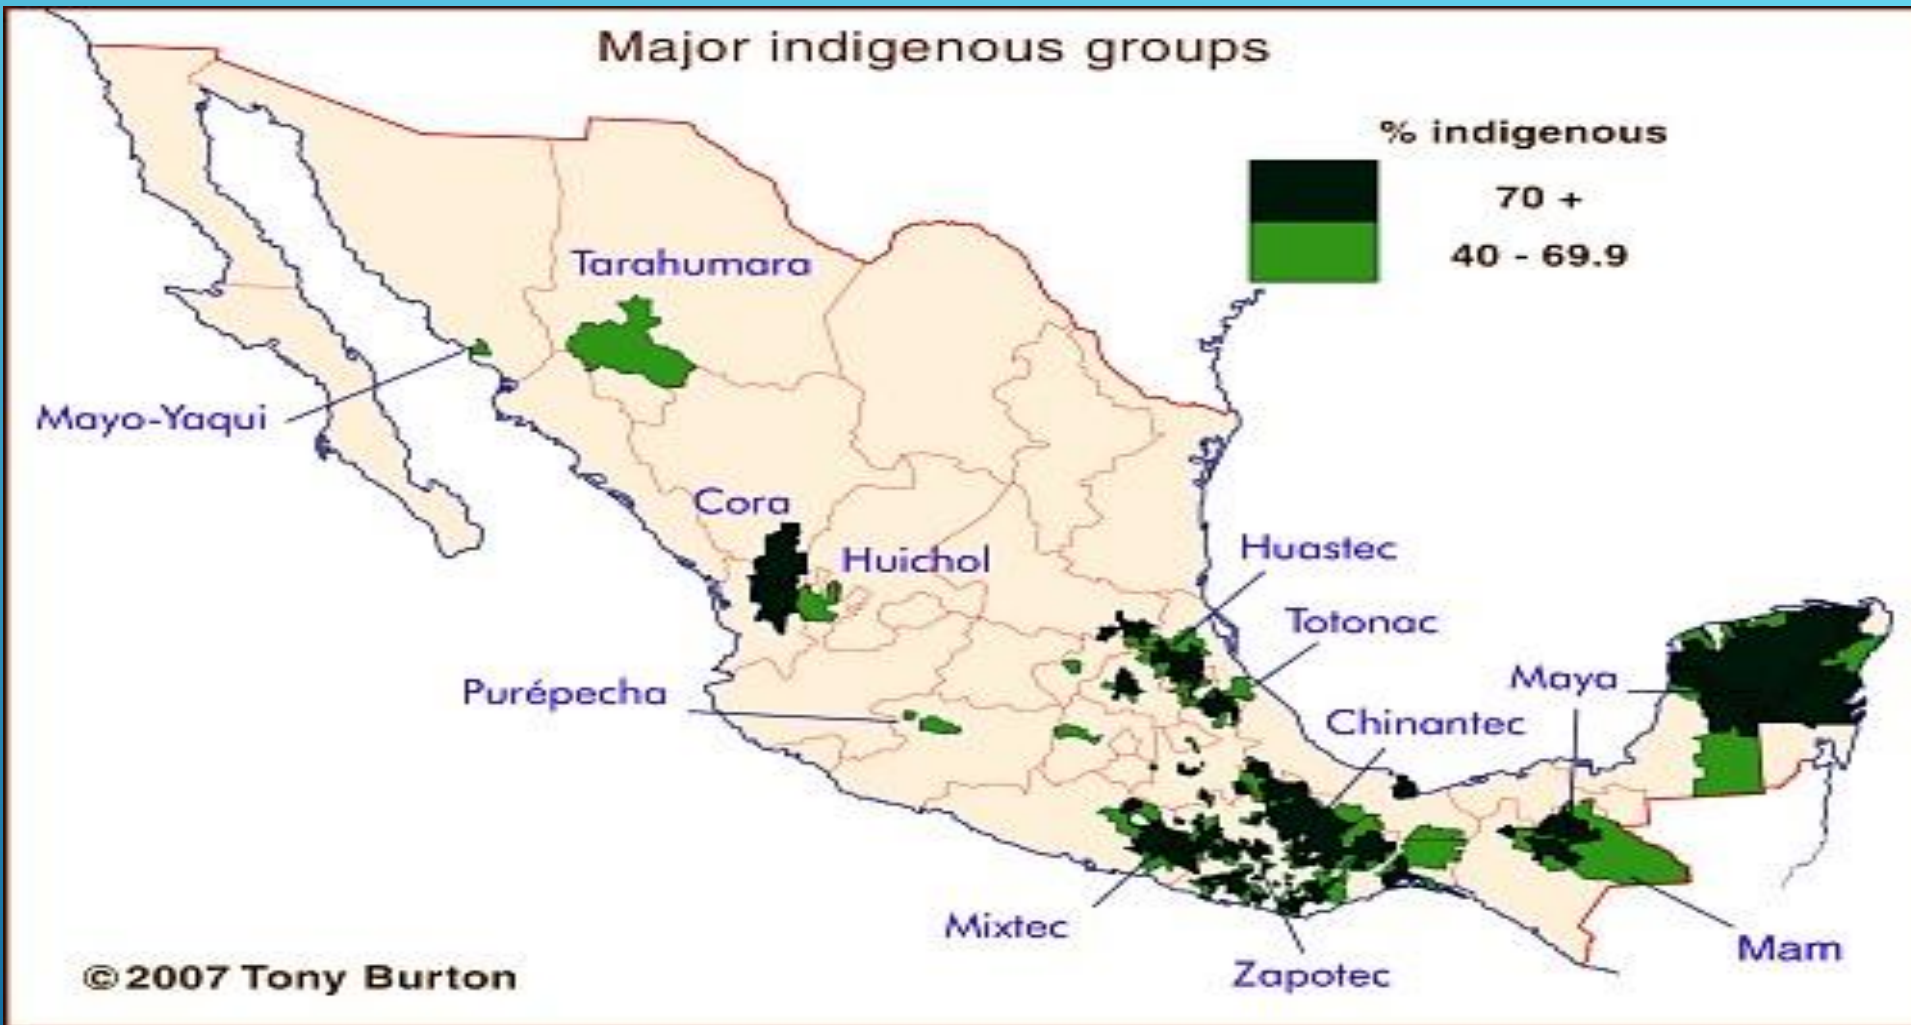 Major indigenous groups
% indigenous
70 +
40 - 69.9
Tarahumara
Mayo-Yaqui
Cora
Huichol
Huastec
Totonac
Purépecha
Maya
Chinantec
Mixtec
Zapotec
Mam
©2007 Tony Burton